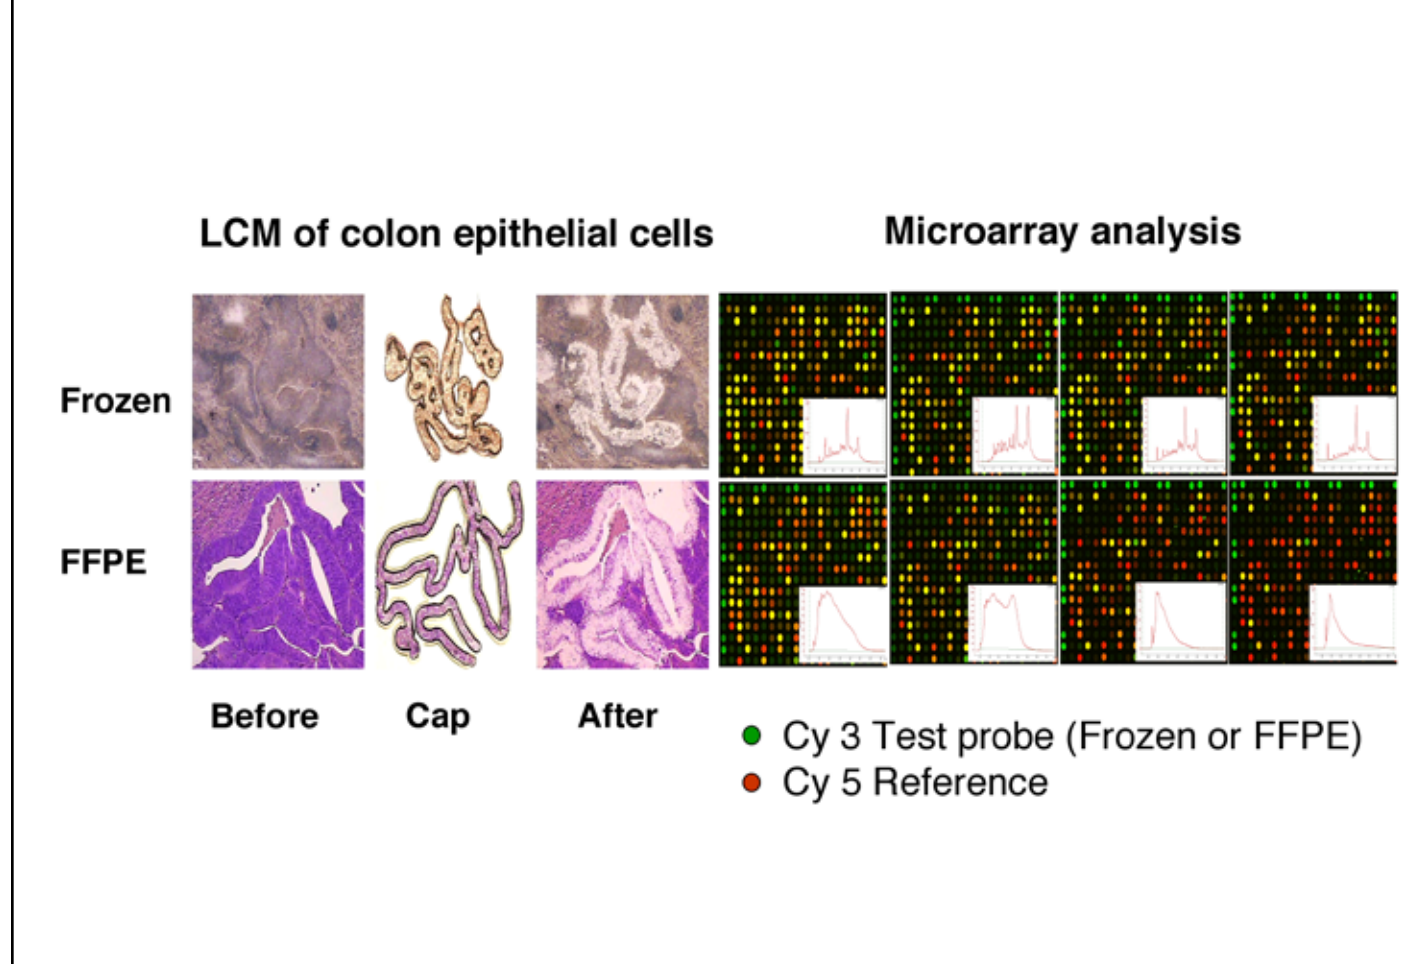 LCM of colon epithelial cells
Microarray analysis
Frozen
FFPE
Before
Cap
After
Cy 3 Test probe (Frozen or FFPE)
Cy 5 Reference